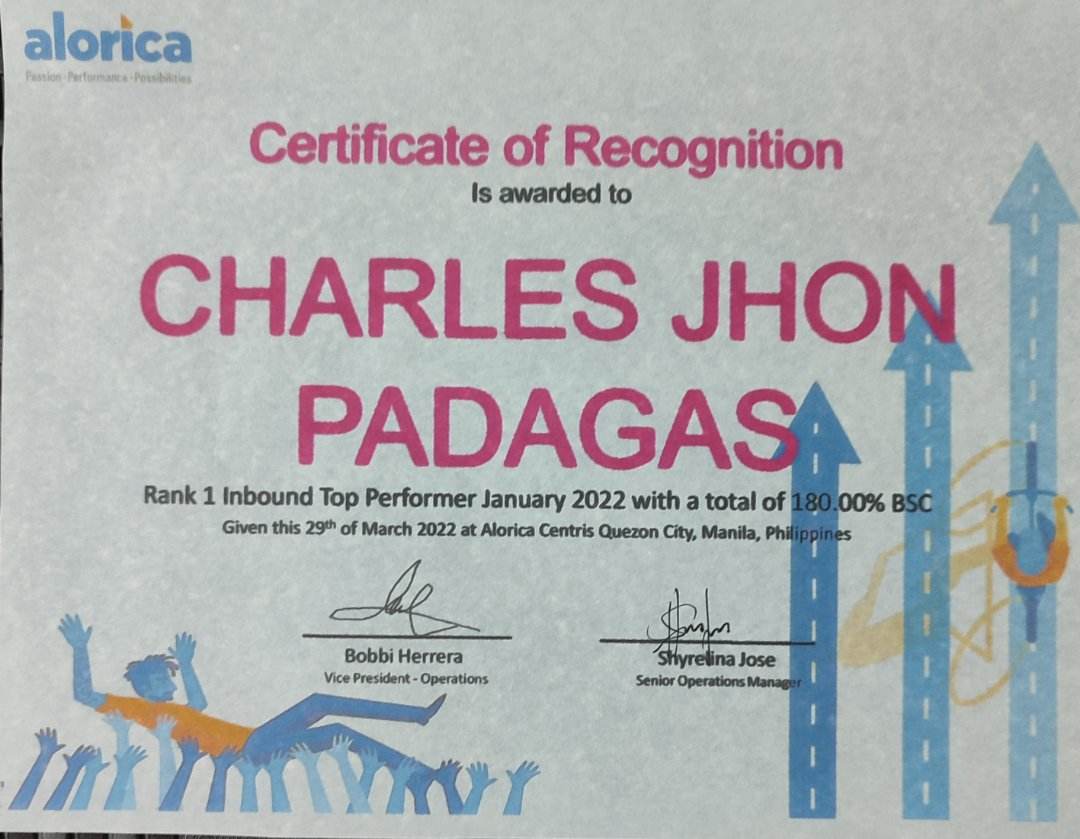 alorica
Passion · Performance · Possibilities
Certificate of Recognition
Is awarded to
CHARLES JHON
PADAGAS
Rank 1 Inbound Top Performer January 2022 with a total of 180.00% BSC
Given this 29th of March 2022 at Alorica Centris Quezon City, Manila, Philippines
Bobbi Herrera
Vice President - Operations
Shyrelina Jose
Senior Operations Manager